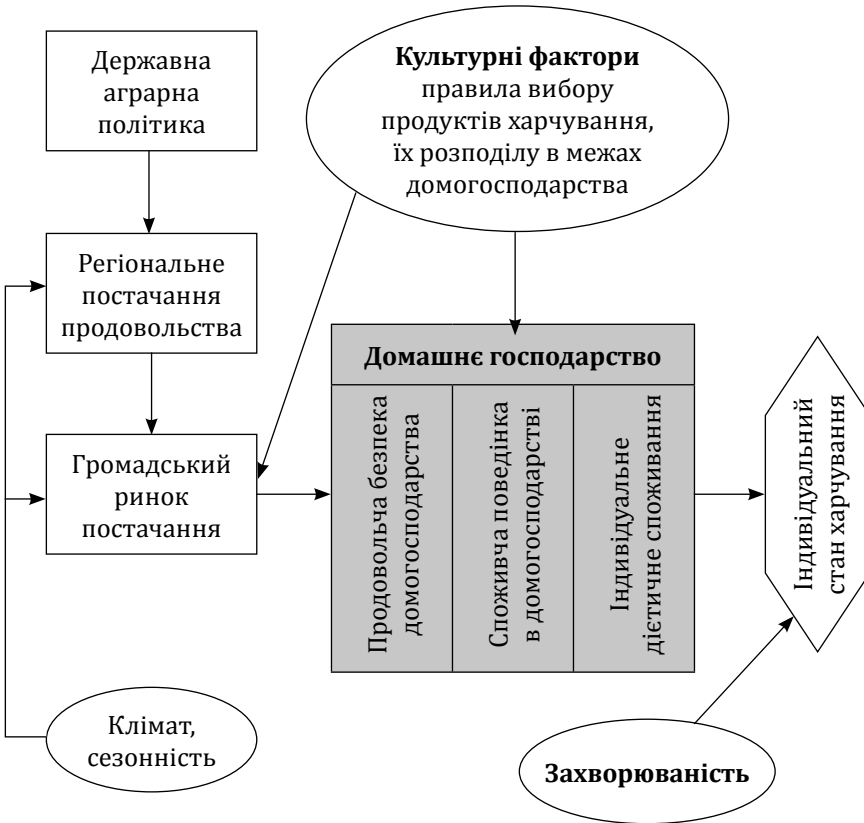 Державна
аграрна
політика
Культурні фактори
правила вибору
продуктів харчування,
їх розподілу в межах
домогосподарства
Регіональне
постачання
продовольства
Громадський
ринок
постачання
Домашнє господарство
Продовольча безпека
домогосподарства
Споживча поведінка
в домогосподарстві
Індивідуальне
дієтичне споживання
Індивідуальний
стан харчування
Клімат,
сезонність
Захворюваність